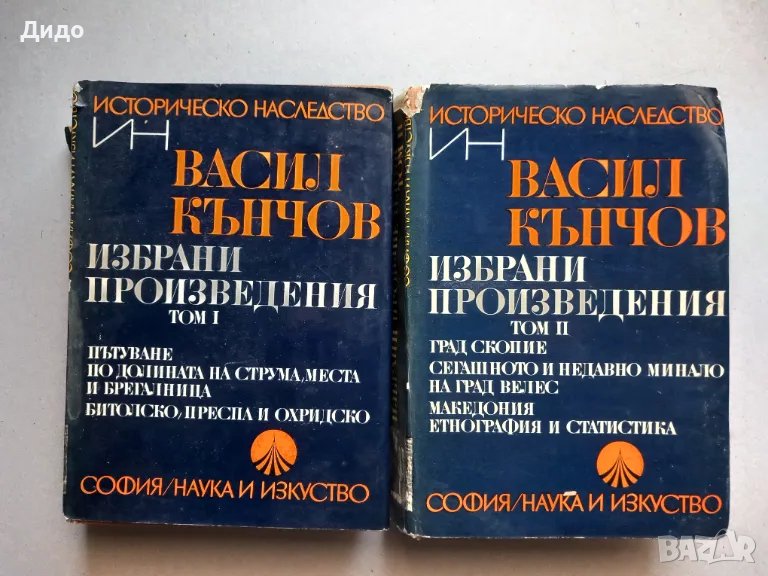 Дидо
ИСТОРИЧЕСКО НАСЛЕДСТВО
ИН
ВАСИЛ
КЪНЧОВ
ИЗБРАНИ
ПРОИЗВЕДЕНИЯ
ТОМ I
ПЪТУВАНЕ
ПО ДОЛИНАТА НА СТРУМА, МЕСТА
И БРЕГАЛНИЦА
БИТОЛСКО, ПРЕСПА И ОХРИДСКО
СОФИЯ/НАУКА И ИЗКУСТВО
ИСТОРИЧЕСКО НАСЛЕДСТВО
ИН
ВАСИЛ
КЪНЧОВ
ИЗБРАНИ
ПРОИЗВЕДЕНИЯ
ТОМ II
ГРАД СКОПИЕ
СЕГАШНОТО И НЕДАВНО МИНАЛО
НА ГРАД ВЕЛЕС
МАКЕДОНИЯ
ЕТНОГРАФИЯ И СТАТИСТИКА
СОФИЯ/НАУКА И ИЗКУСТВО
BAZAR